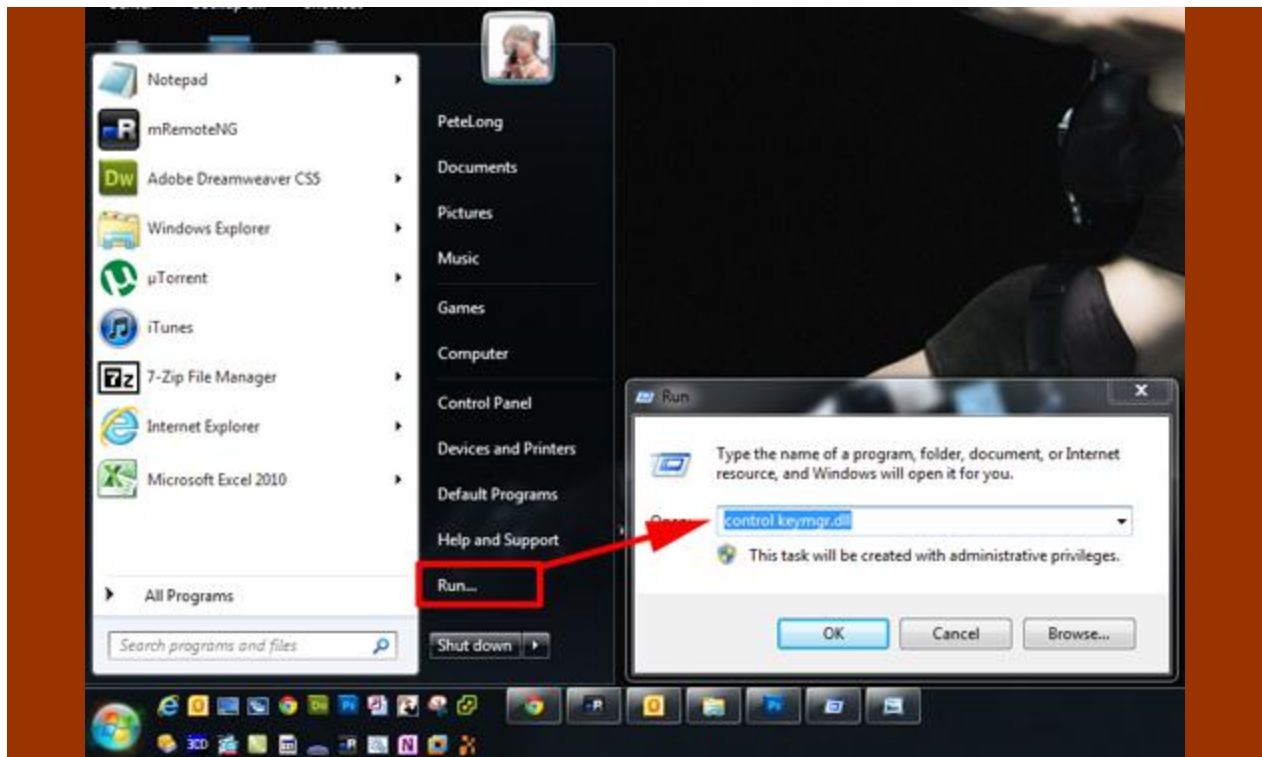 Notepad
mRemoteNG
Dw
Adobe Dreamweaver CS5
Windows Explorer
µTorrent
iTunes
7z
7-Zip File Manager
Internet Explorer
Microsoft Excel 2010
All Programs
Search programs and files
PeteLong
Documents
Pictures
Music
Games
Computer
Control Panel
Devices and Printers
Default Programs
Help and Support
Run...
Shut down
Run
Type the name of a program, folder, document, or Internet
resource, and Windows will open it for you.
control keymgr.dll
This task will be created with administrative privileges.
OK
Cancel
Browse...